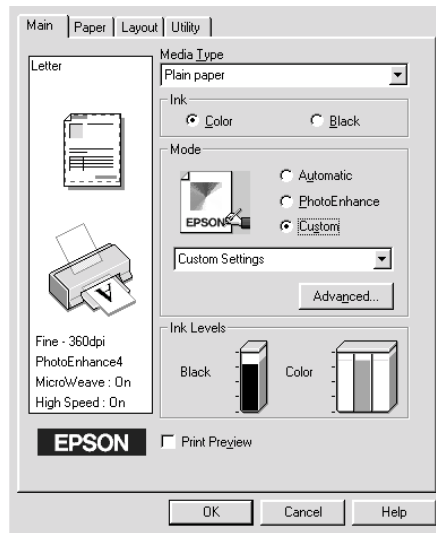 Main Paper Layout Utility
Letter
Media Type
Plain paper
Ink
Color Black
Mode
EPSON
Automatic
PhotoEnhance
Custom
Custom Settings
Advanced...
A
Fine - 360dpi
PhotoEnhance4
MicroWeave : On
High Speed : On
Ink Levels
Black Color
EPSON
Print Preview
OK Cancel Help